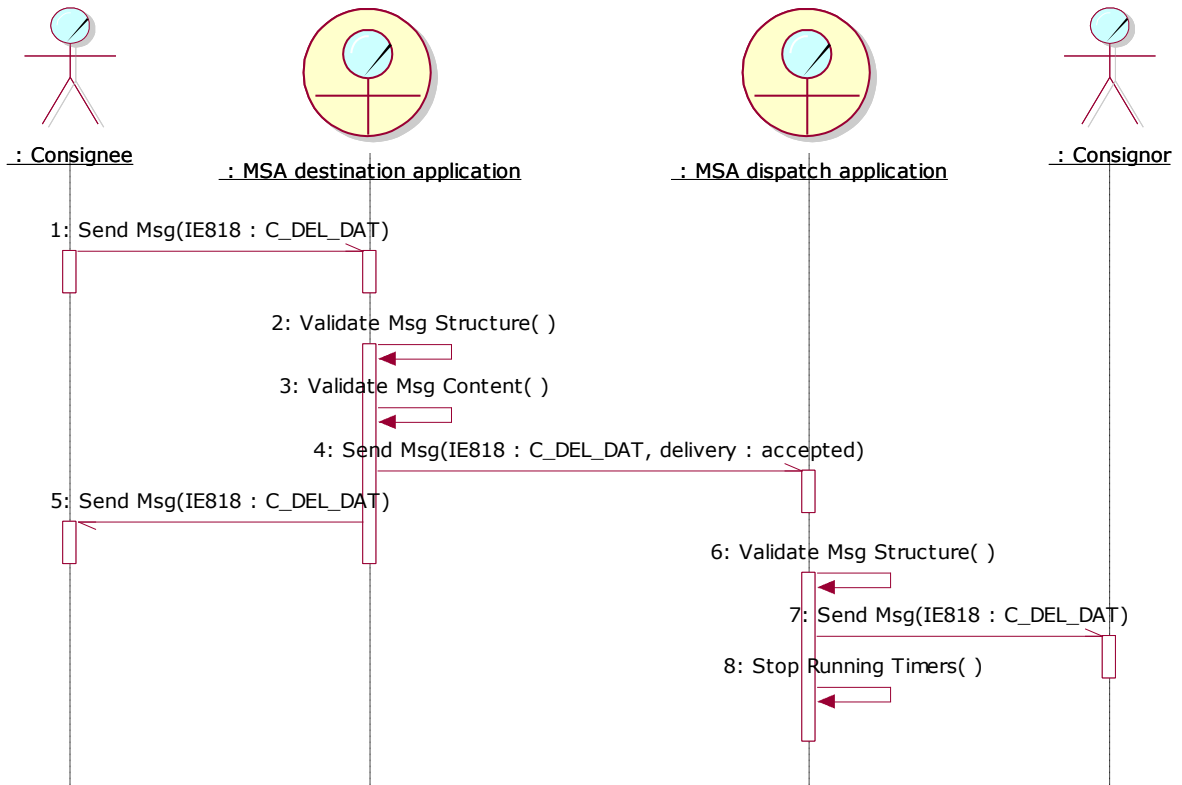 : Consignee
: MSA destination application
: MSA dispatch application
: Consignor
1: Send Msg(IE818 : C_DEL_DAT)
2: Validate Msg Structure( )
3: Validate Msg Content( )
4: Send Msg(IE818 : C_DEL_DAT, delivery : accepted)
5: Send Msg(IE818 : C_DEL_DAT)
6: Validate Msg Structure( )
7: Send Msg(IE818 : C_DEL_DAT)
8: Stop Running Timers( )